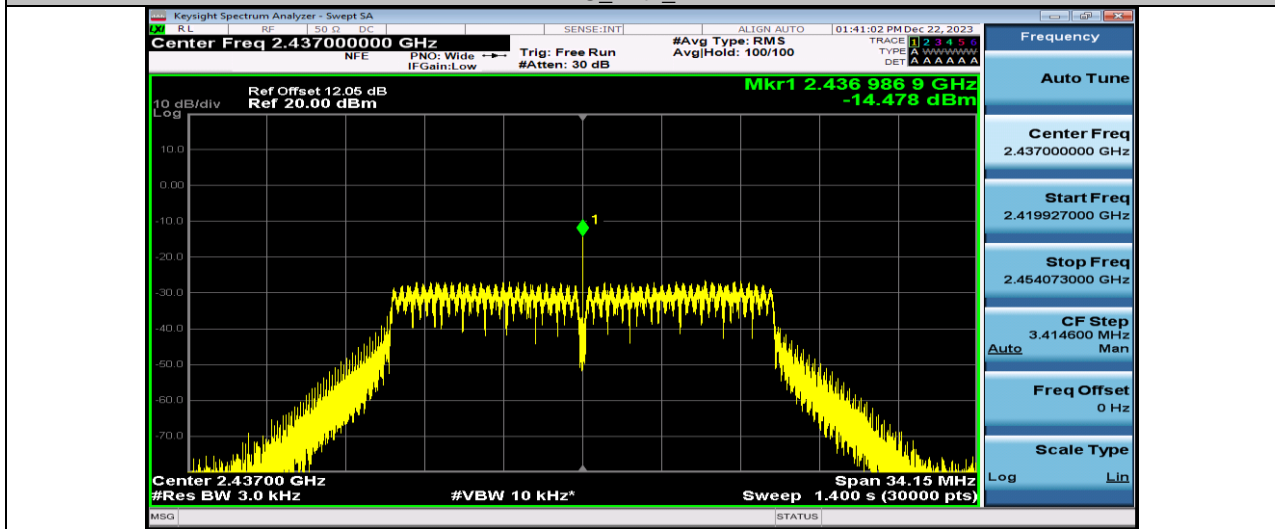 Keysight Spectrum Analyzer - Swept SA
LXI RL RF 50 Ω DC SENSE:INT ALIGN AUTO 01:41:02 PM Dec 22, 2023
Center Freq 2.437000000 GHz
NFE
PNO: Wide
IFGain:Low
Trig: Free Run
#Atten: 30 dB
#Avg Type: RMS
Avg|Hold: 100/100
TRACE 1 2 3 4 5 6
TYPE A WWWWW
DET A A A A A A
Mkr1 2.436 986 9 GHz
-14.478 dBm
Ref Offset 12.05 dB
10 dB/div Ref 20.00 dBm
Log
10.0
0.00
-10.0
-20.0
-30.0
-40.0
-50.0
-60.0
-70.0
1
Center 2.43700 GHz Span 34.15 MHz
#Res BW 3.0 kHz #VBW 10 kHz* Sweep 1.400 s (30000 pts)
MSG STATUS
Frequency
Auto Tune
Center Freq
2.437000000 GHz
Start Freq
2.419927000 GHz
Stop Freq
2.454073000 GHz
CF Step
3.414600 MHz
Auto Man
Freq Offset
0 Hz
Scale Type
Log Lin